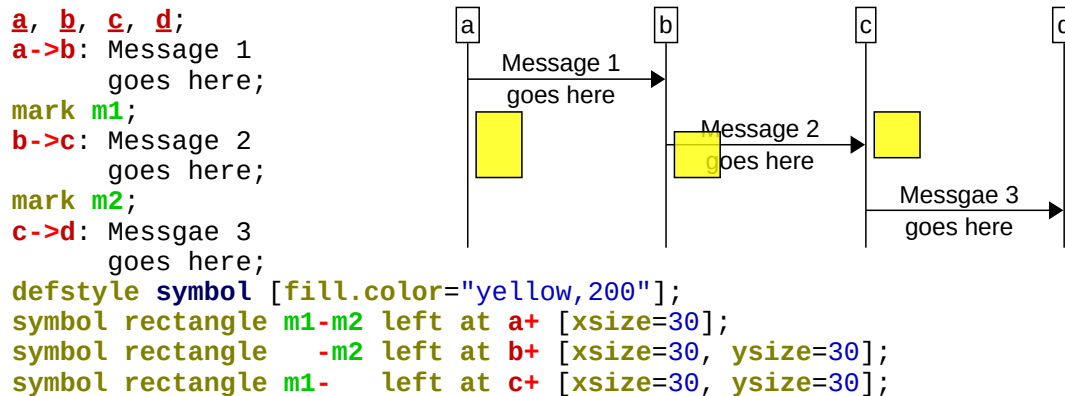 a, b, c, d;
a->b: Message 1
      goes here;
mark m1;
b->c: Message 2
      goes here;
mark m2;
c->d: Messgae 3
      goes here;
defstyle symbol [fill.color="yellow,200"];
symbol rectangle m1-m2 left at a+ [xsize=30];
symbol rectangle   -m2 left at b+ [xsize=30, ysize=30];
symbol rectangle m1-   left at c+ [xsize=30, ysize=30];
a b c d
Message 1
goes here
Message 2
goes here
Messgae 3
goes here